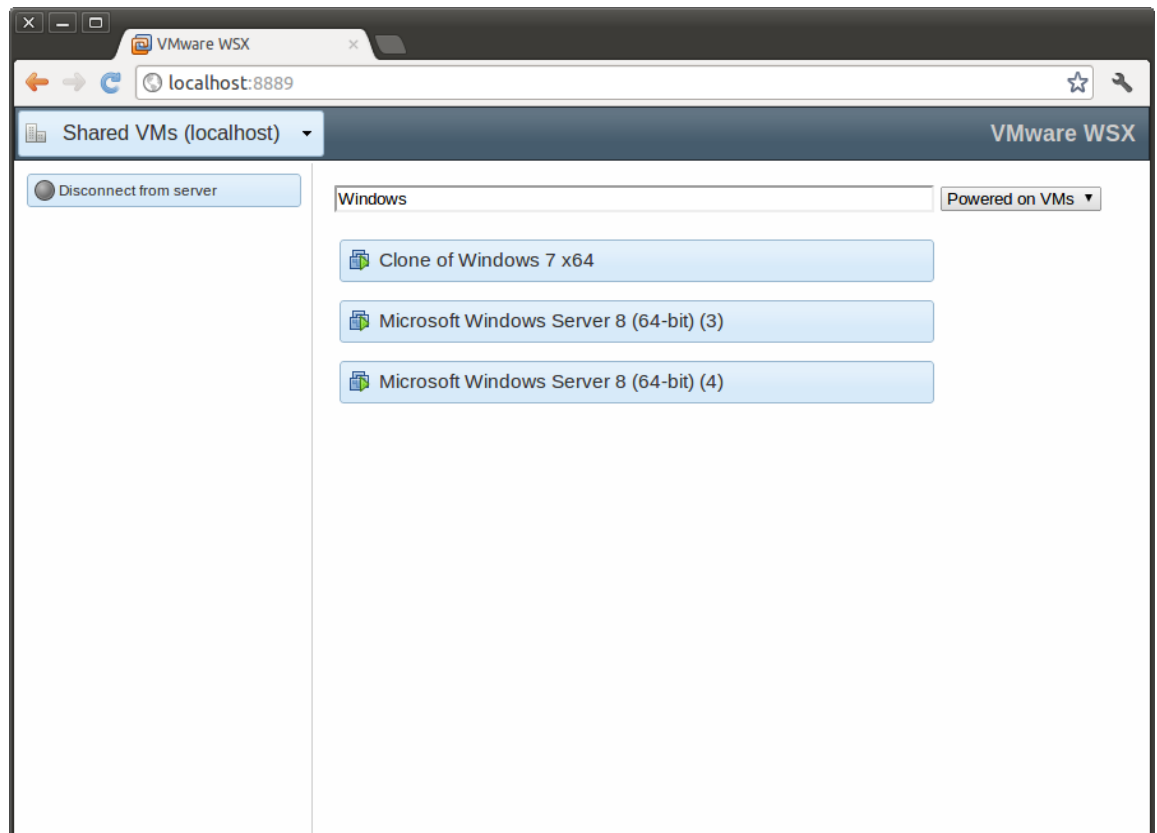 VMware WSX
localhost:8889
Shared VMs (localhost)
VMware WSX
Disconnect from server
Windows
Powered on VMs
Clone of Windows 7 x64
Microsoft Windows Server 8 (64-bit) (3)
Microsoft Windows Server 8 (64-bit) (4)